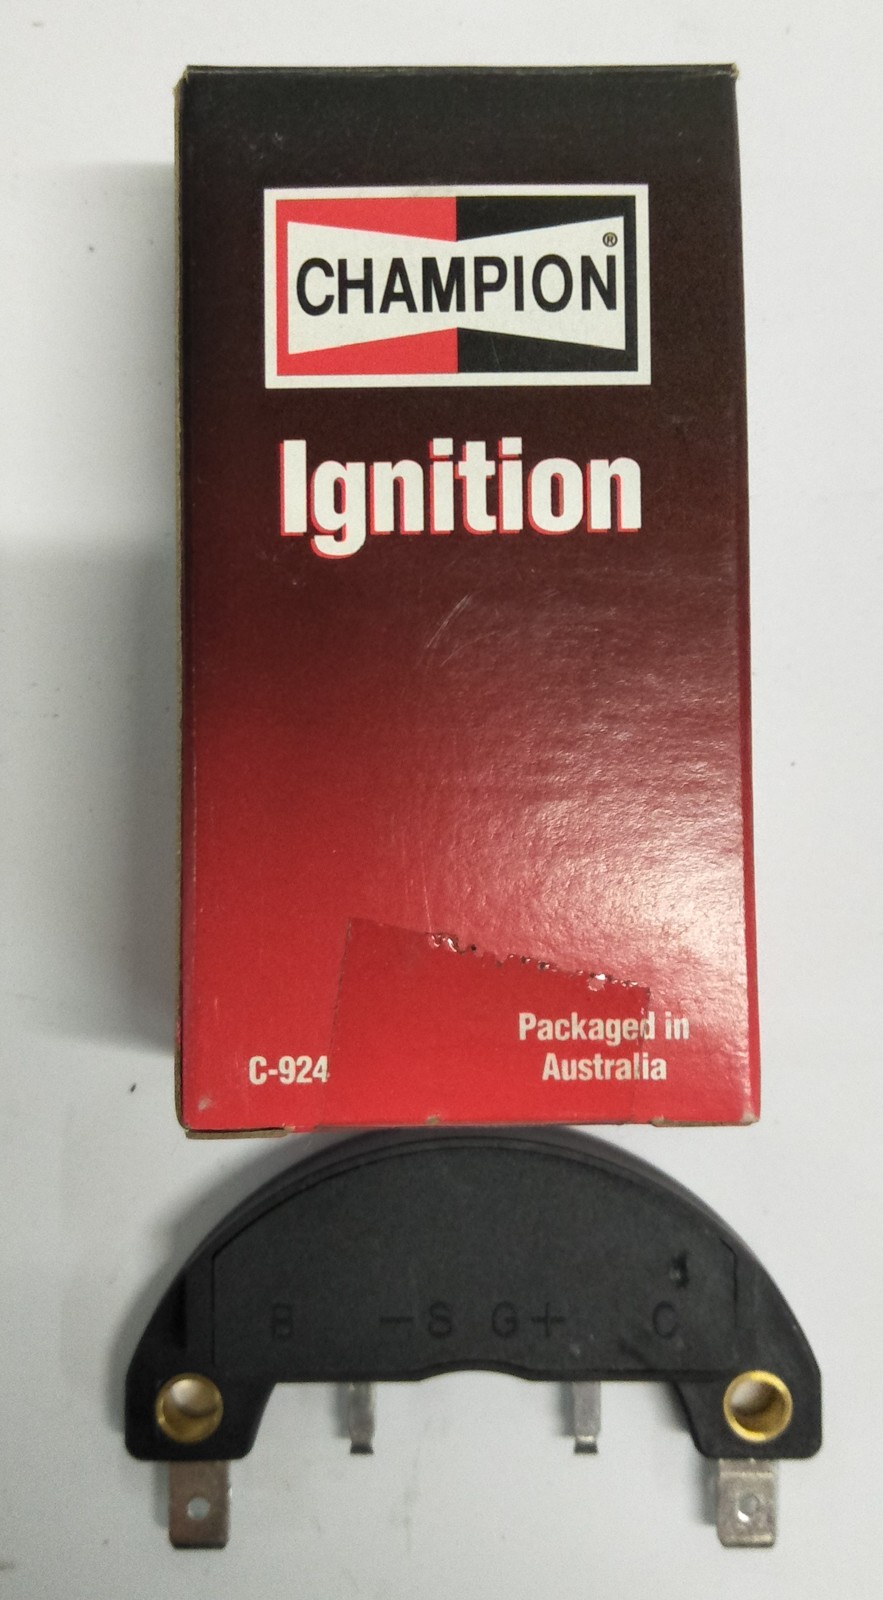 CHAMPION®
Ignition
Packaged in
Australia
C-924
B —S G+ C